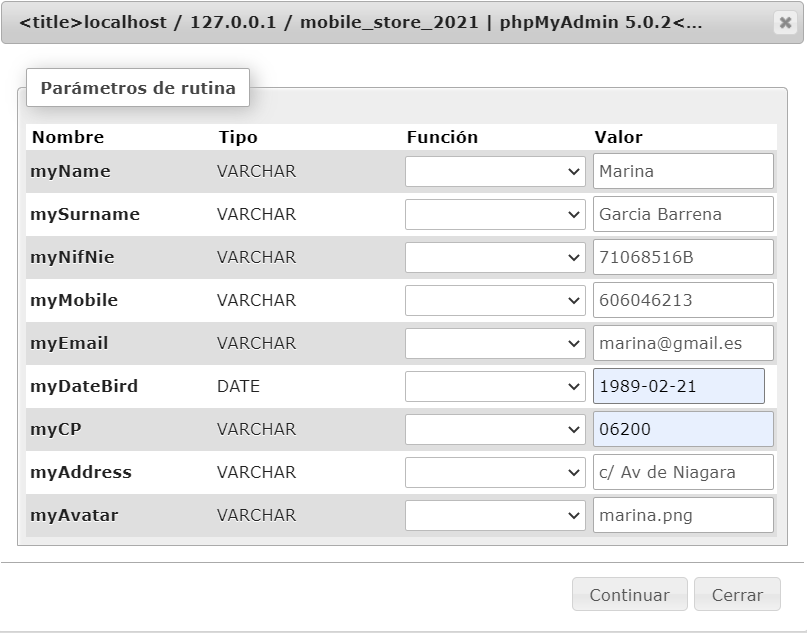 <title>localhost / 127.0.0.1 / mobile_store_2021 | phpMyAdmin 5.0.2<...
Parámetros de rutina
Nombre Tipo Función Valor
myName VARCHAR Marina
mySurname VARCHAR Garcia Barrena
myNifNie VARCHAR 71068516B
myMobile VARCHAR 606046213
myEmail VARCHAR marina@gmail.es
myDateBird DATE 1989-02-21
myCP VARCHAR 06200
myAddress VARCHAR c/ Av de Niagara
myAvatar VARCHAR marina.png
Continuar Cerrar